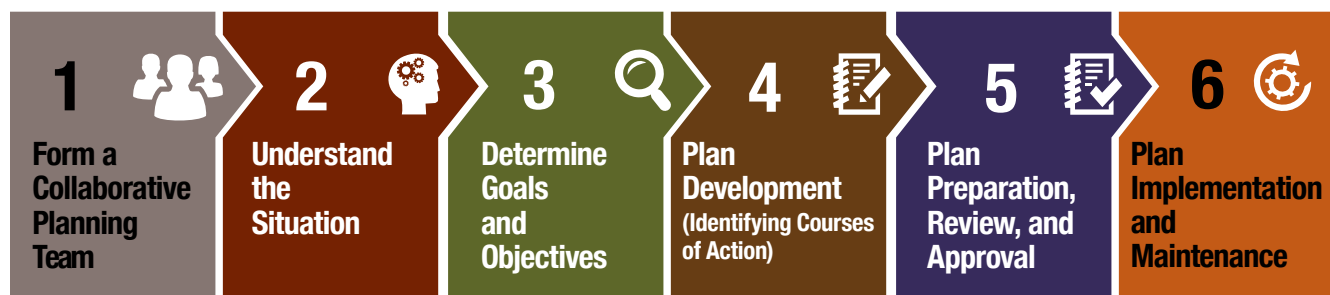 1
Form a
Collaborative
Planning
Team
2
Understand
the
Situation
3
Determine
Goals
and
Objectives
4
Plan
Development
(Identifying Courses
of Action)
5
Plan
Preparation,
Review, and
Approval
6
Plan
Implementation
and
Maintenance